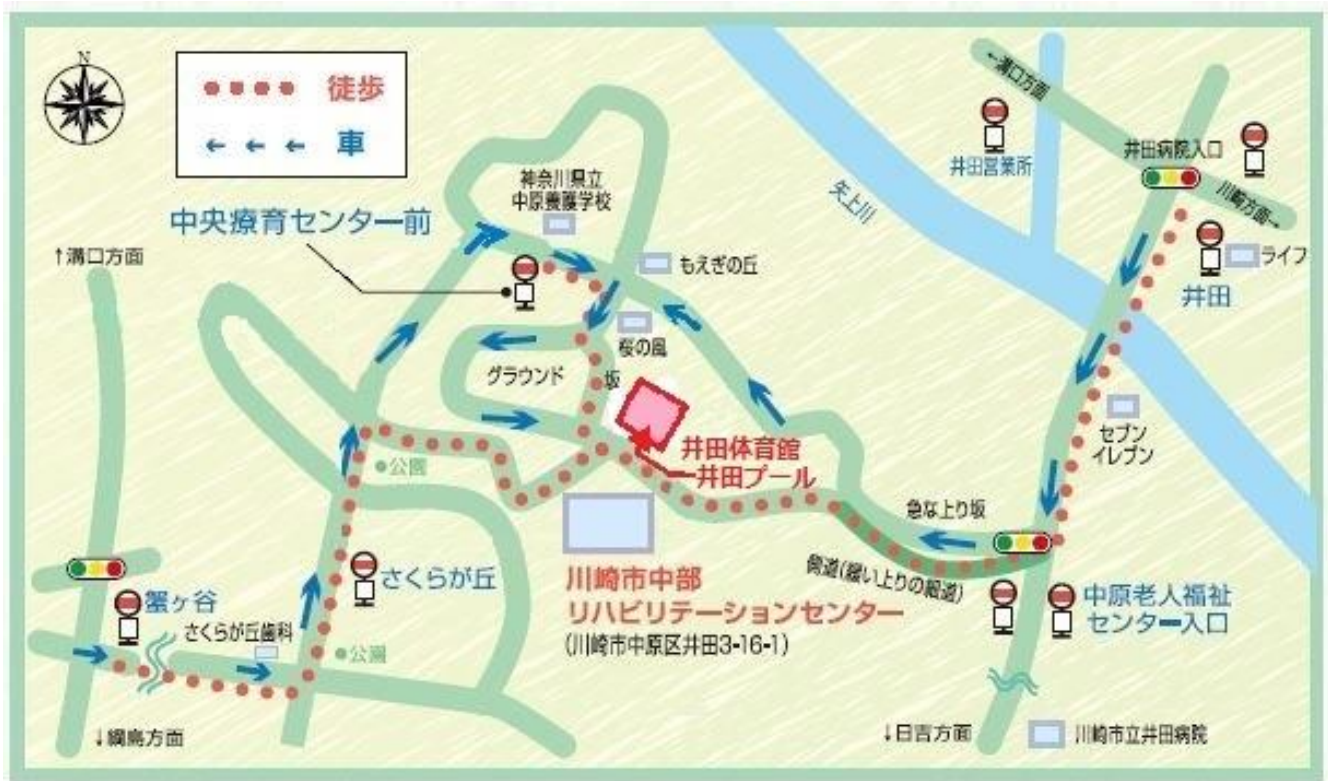 N
徒歩
車
←溝口方面
井田病院入口
川崎方面→
井田営業所
矢上川
ライフ
井田
神奈川県立
中原養護学校
中央療育センター前
↑溝口方面
もえぎの丘
桜の風
グラウンド
坂
井田体育館
井田プール
セブン
イレブン
公園
急な上り坂
側道(緩い上りの細道)
さくらが丘
川崎市中部
リハビリテーションセンター
(川崎市中原区井田3-16-1)
中原老人福祉
センター入口
蟹ヶ谷
さくらが丘歯科
公園
↓綱島方面
↓日吉方面
川崎市立井田病院